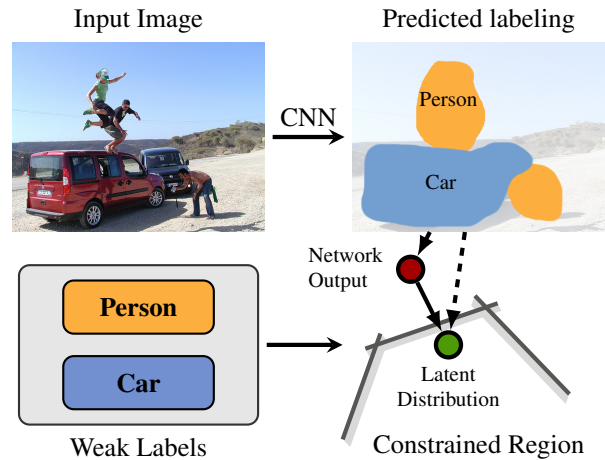 Input Image
Predicted labeling
CNN
Person
Car
Network
Output
Person
Car
Latent
Distribution
Weak Labels
Constrained Region